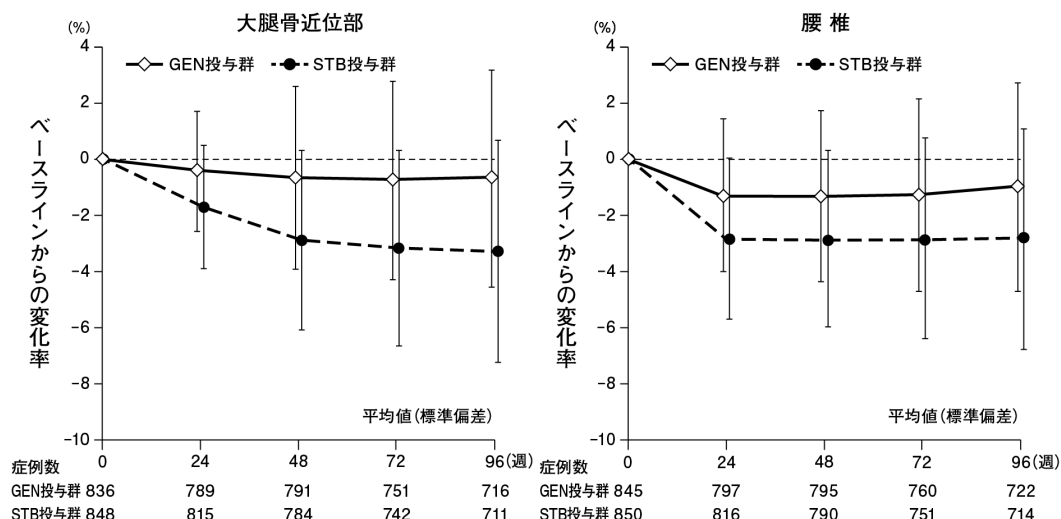 大腿骨近位部
(%)
4
2
0
−2
−4
−6
−8
−10
ベースラインからの変化率
GEN投与群 STB投与群
平均値(標準偏差)
0 24 48 72 96(週)
症例数
GEN投与群 836 789 791 751 716
STB投与群 848 815 784 742 711
腰椎
(%)
4
2
0
−2
−4
−6
−8
−10
ベースラインからの変化率
GEN投与群 STB投与群
平均値(標準偏差)
0 24 48 72 96(週)
症例数
GEN投与群 845 797 795 760 722
STB投与群 850 816 790 751 714